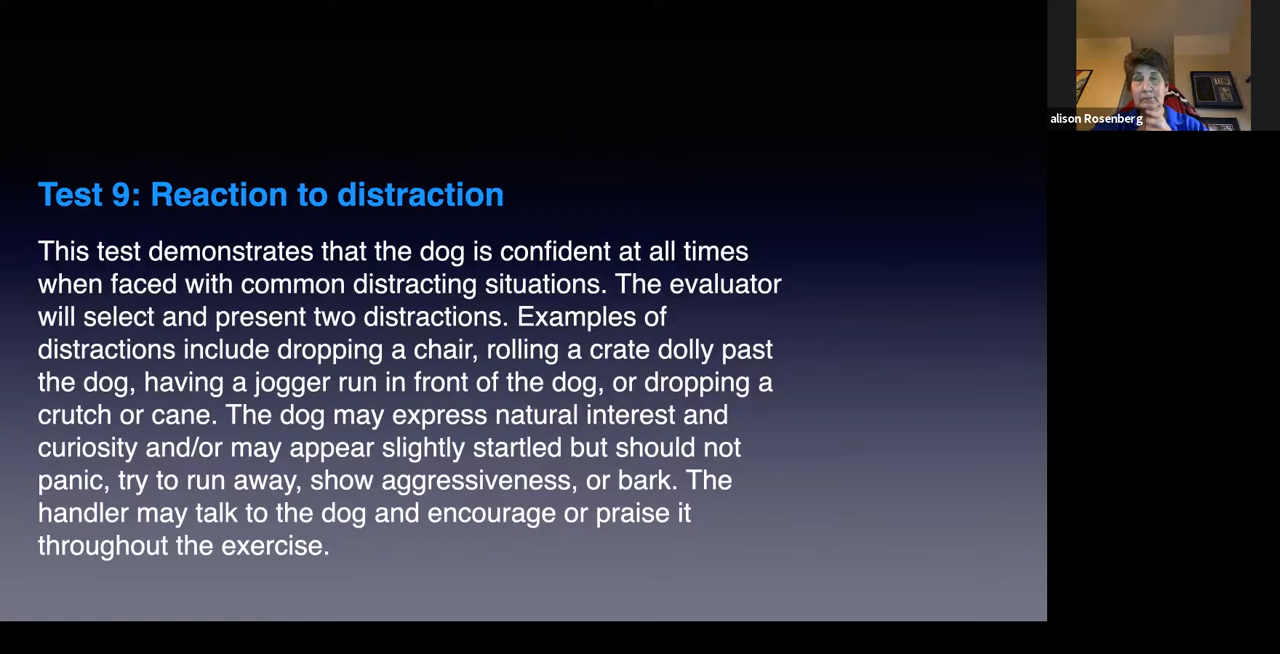 alison Rosenberg
Test 9: Reaction to distraction
This test demonstrates that the dog is confident at all times
when faced with common distracting situations. The evaluator
will select and present two distractions. Examples of
distractions include dropping a chair, rolling a crate dolly past
the dog, having a jogger run in front of the dog, or dropping a
crutch or cane. The dog may express natural interest and
curiosity and/or may appear slightly startled but should not
panic, try to run away, show aggressiveness, or bark. The
handler may talk to the dog and encourage or praise it
throughout the exercise.